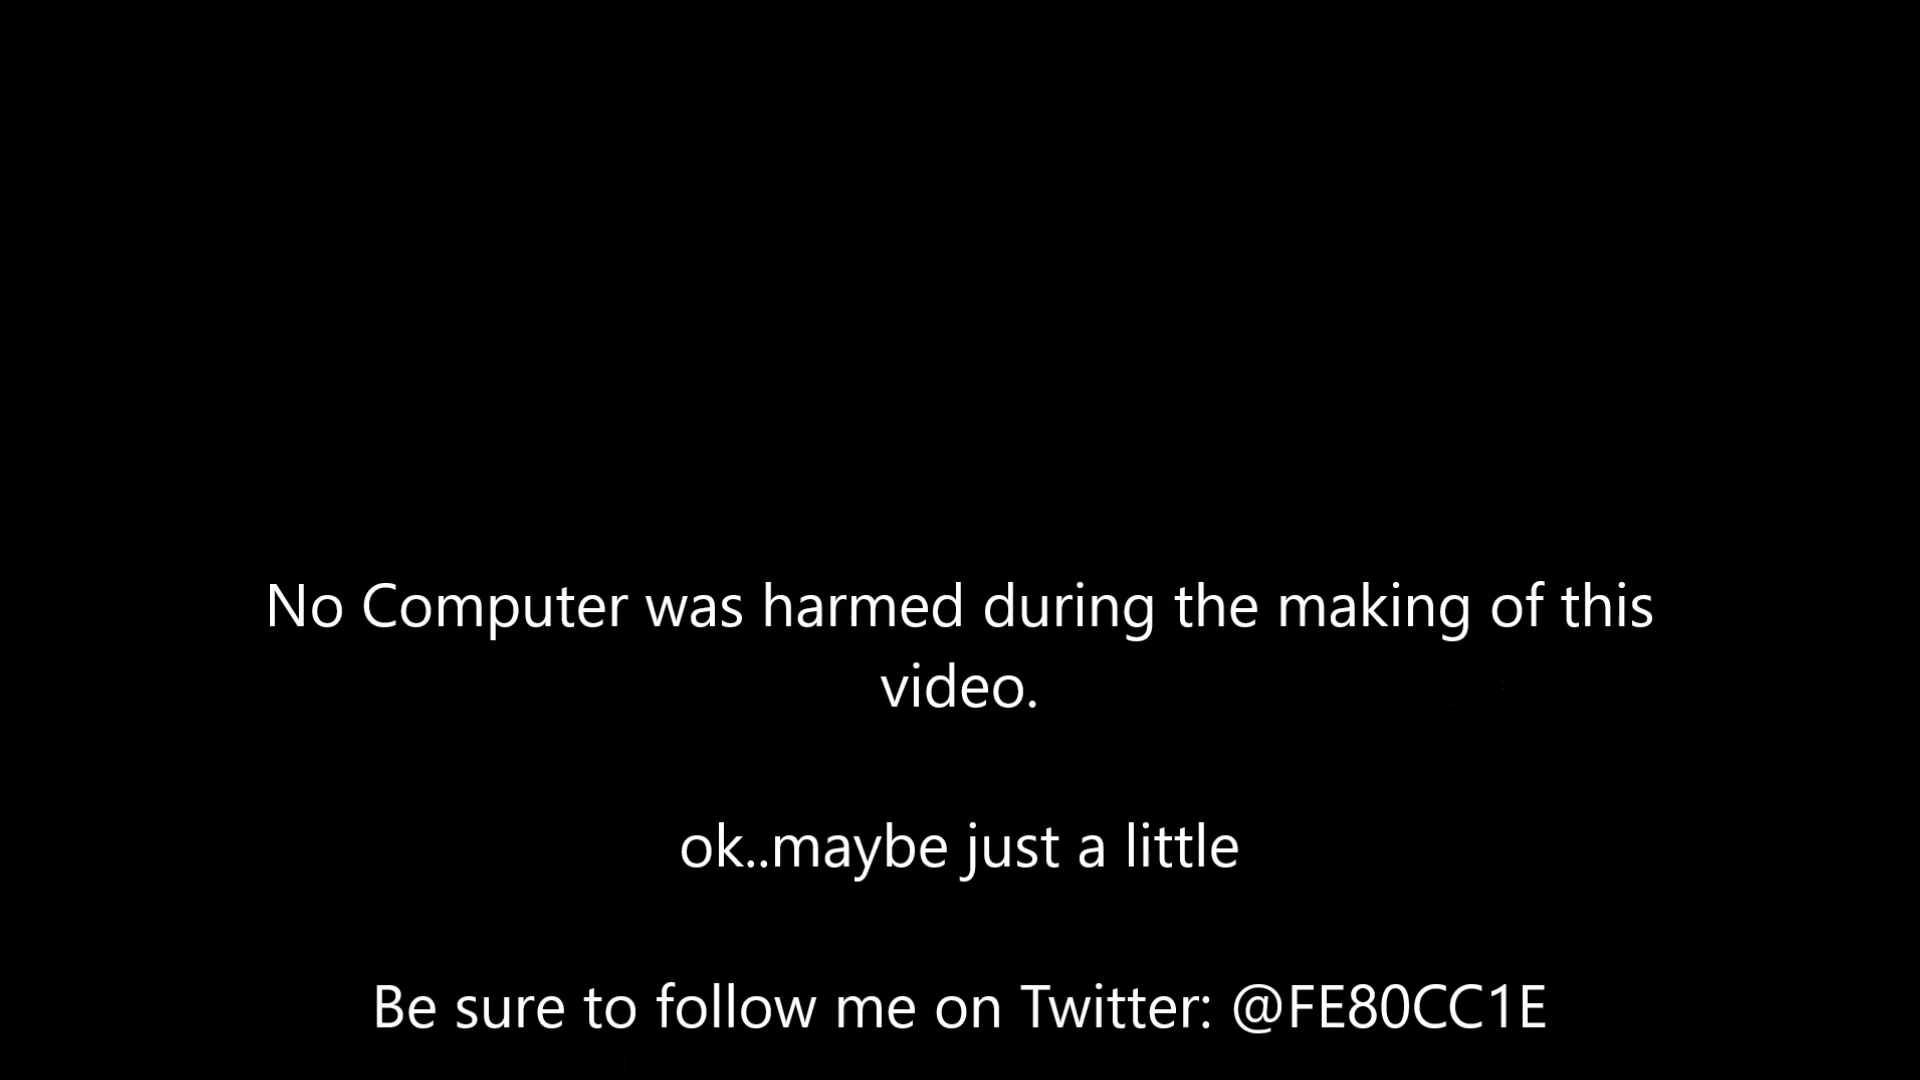 No Computer was harmed during the making of this
video.
ok..maybe just a little
Be sure to follow me on Twitter: @FE80CC1E